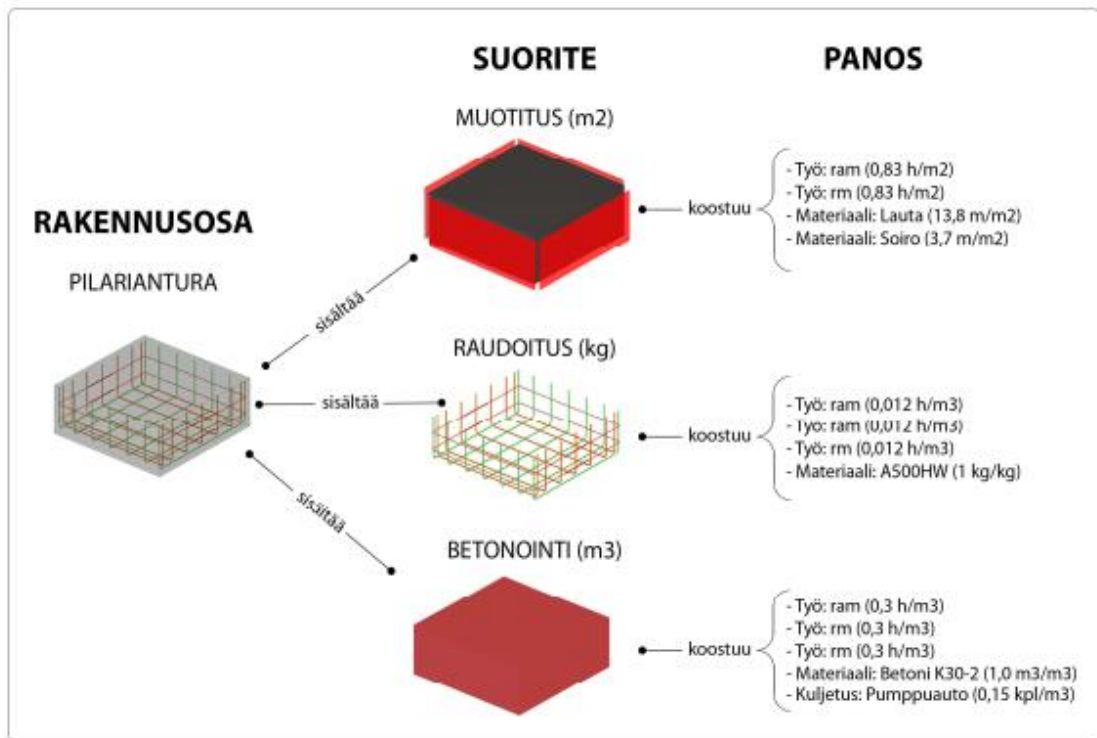 SUORITE
PANOS
MUOTITUS (m2)
- Työ: ram (0,83 h/m2)
- Työ: rm (0,83 h/m2)
- Materiaali: Lauta (13,8 m/m2)
- Materiaali: Soiro (3,7 m/m2)
koostuu
RAKENNUSOSA
PILARIANTURA
sisältää
RAUDOITUS (kg)
sisältää
koostuu
- Työ: ram (0,012 h/m3)
- Työ: ram (0,012 h/m3)
- Työ: rm (0,012 h/m3)
- Materiaali: A500HW (1 kg/kg)
sisältää
BETONOINTI (m3)
koostuu
- Työ: ram (0,3 h/m3)
- Työ: rm (0,3 h/m3)
- Työ: rm (0,3 h/m3)
- Materiaali: Betoni K30-2 (1,0 m3/m3)
- Kuljetus: Pumppuauto (0,15 kpl/m3)